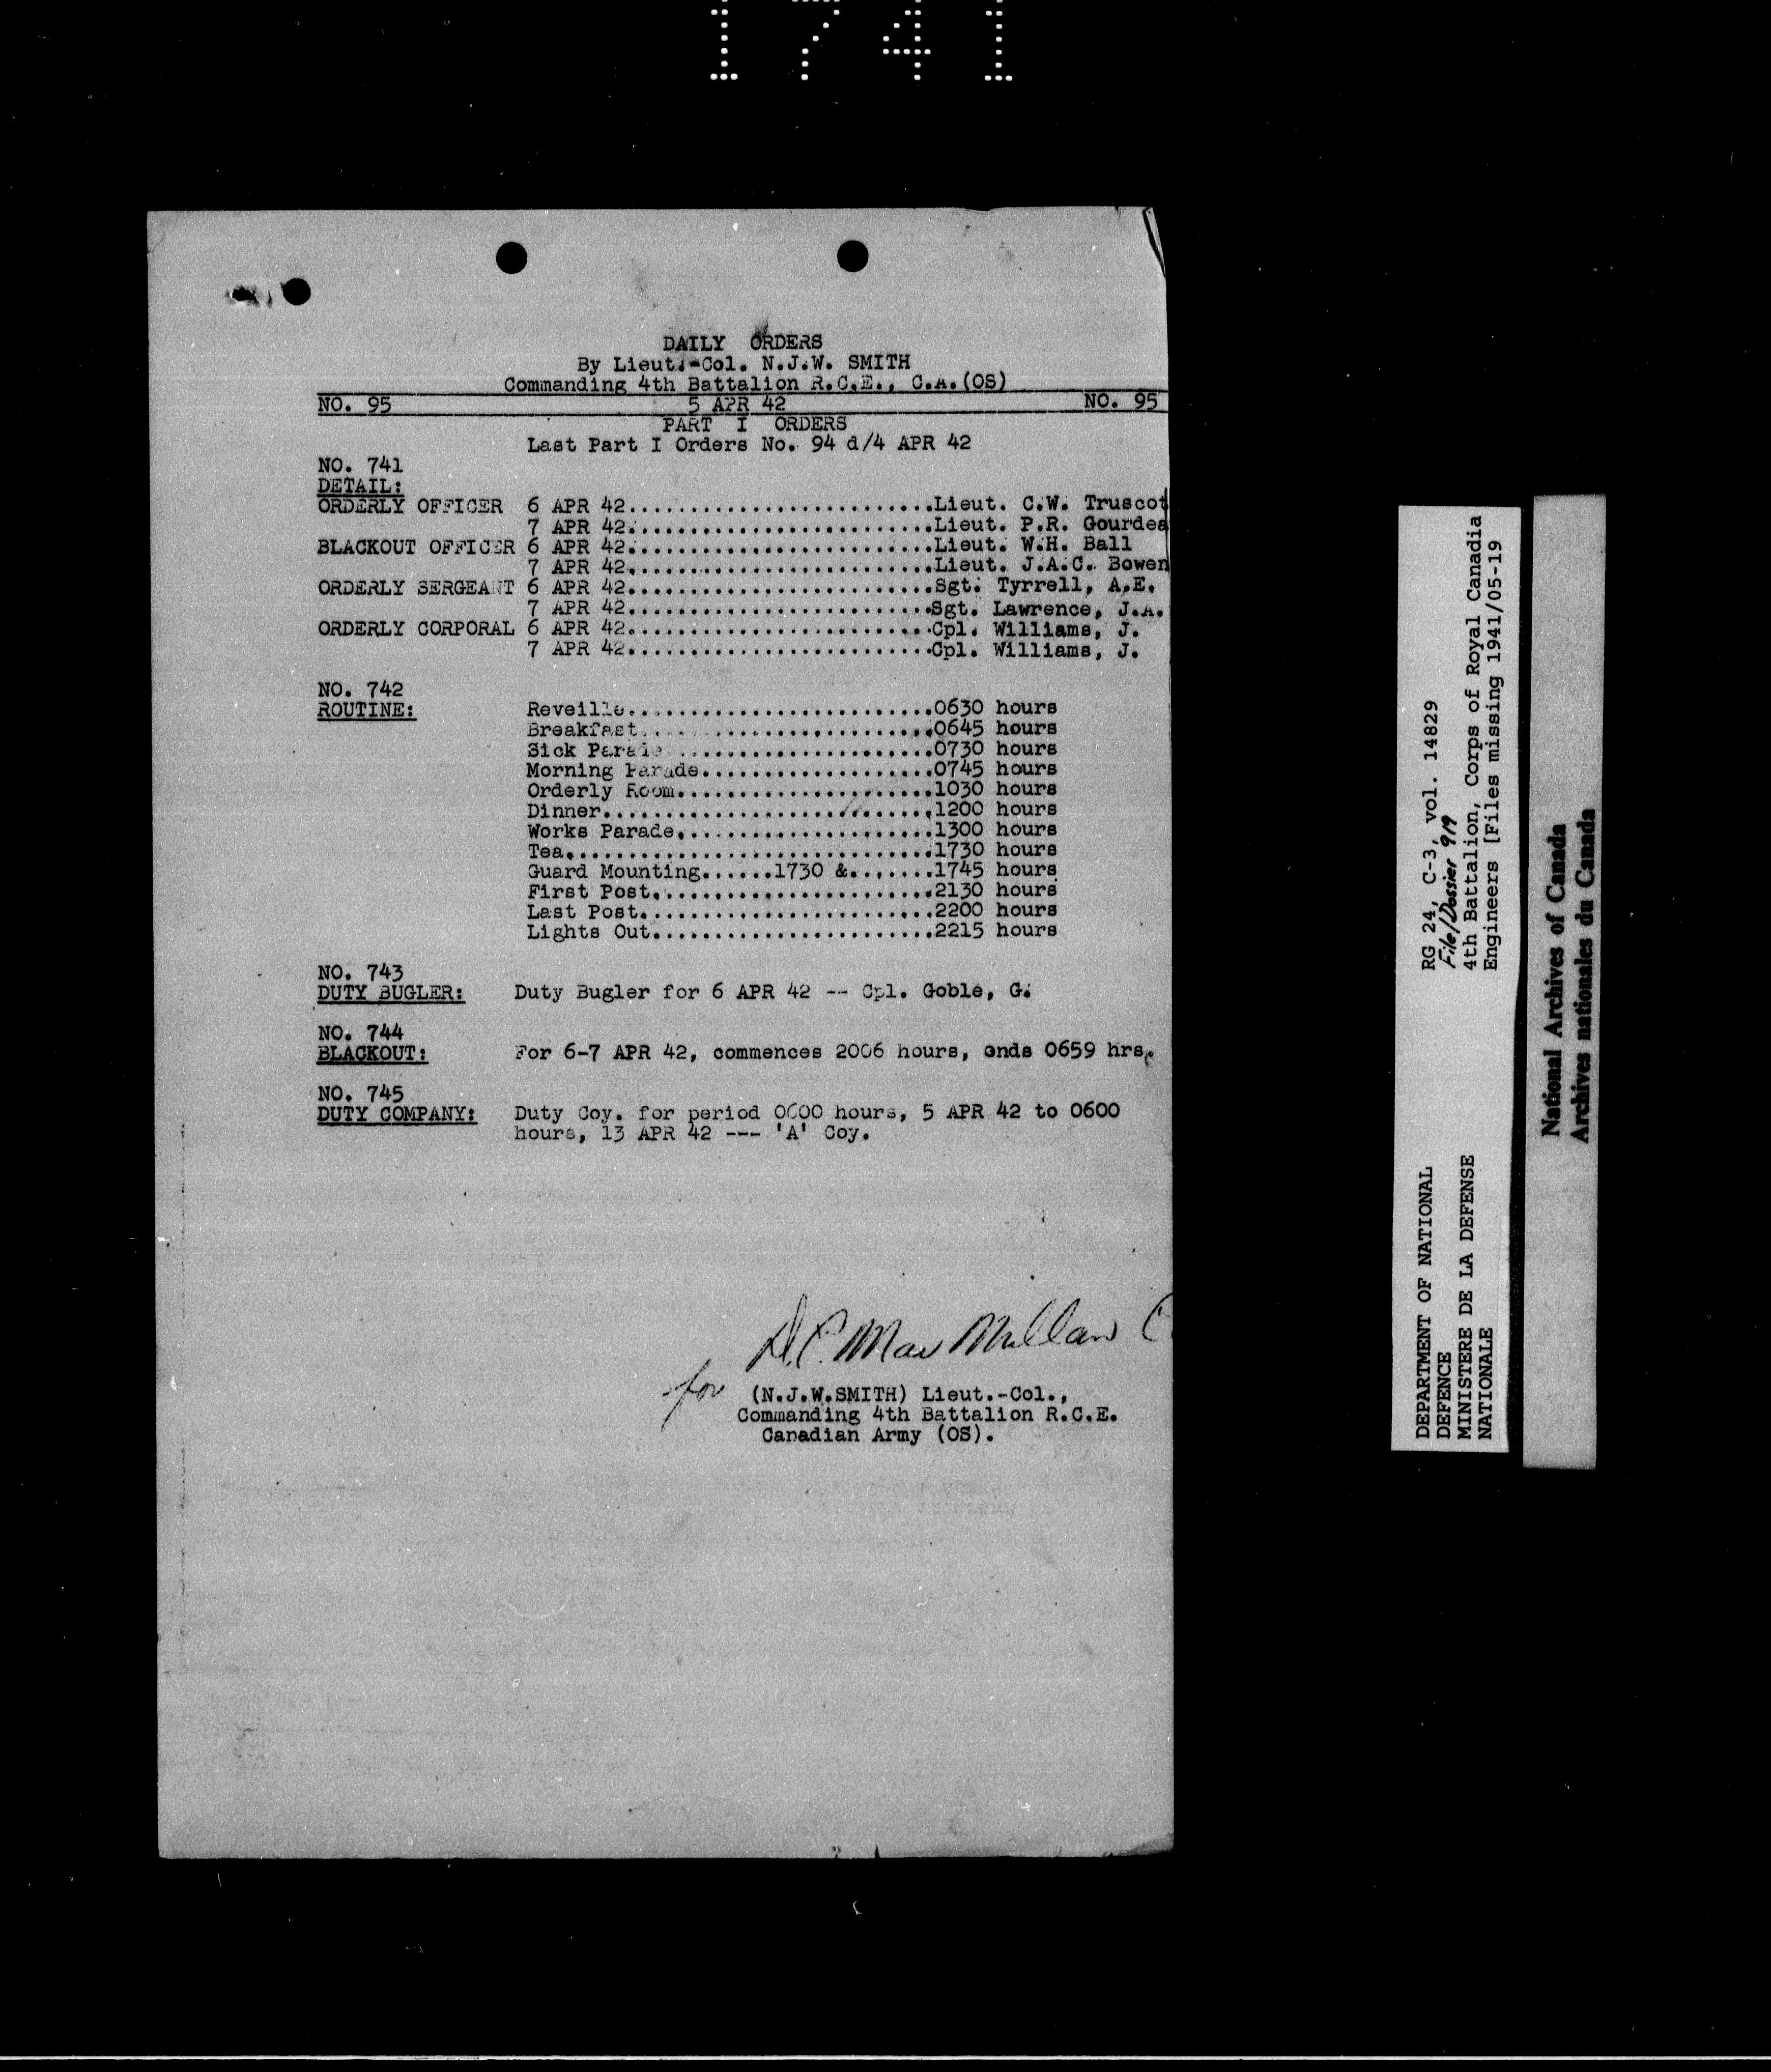 1741
DAILY ORDERS
By Lieut.-Col. N.J.W. SMITH
Commanding 4th Battalion R.C.E., C.A.(OS)
NO. 95 5 APR 42 NO. 95
PART I ORDERS
Last Part I Orders No. 94 d/4 APR 42
NO. 741
DETAIL:
ORDERLY OFFICER 6 APR 42.........................Lieut. C.W. Truscot
7 APR 42.........................Lieut. P.R. Gourdea
BLACKOUT OFFICER 6 APR 42.........................Lieut. W.H. Ball
7 APR 42.........................Lieut. J.A.C. Bowen
ORDERLY SERGEANT 6 APR 42.........................Sgt. Tyrrell, A.E.
7 APR 42.........................Sgt. Lawrence, J.A.
ORDERLY CORPORAL 6 APR 42.........................Cpl. Williams, J.
7 APR 42.........................Cpl. Williams, J.
NO. 742
ROUTINE:
Reveille.........................0630 hours
Breakfast........................0645 hours
Sick Parade......................0730 hours
Morning Parade...................0745 hours
Orderly Room.....................1030 hours
Dinner...........................1200 hours
Works Parade.....................1300 hours
Tea..............................1730 hours
Guard Mounting......1730 &.......1745 hours
First Post.......................2130 hours
Last Post........................2200 hours
Lights Out.......................2215 hours
NO. 743
DUTY BUGLER: Duty Bugler for 6 APR 42 -- Cpl. Goble, G.
NO. 744
BLACKOUT: For 6-7 APR 42, commences 2006 hours, ends 0659 hrs.
NO. 745
DUTY COMPANY: Duty Coy. for period 0600 hours, 5 APR 42 to 0600
hours, 13 APR 42 --- 'A' Coy.
D.C. MacMillan
for (N.J.W.SMITH) Lieut.-Col.,
Commanding 4th Battalion R.C.E.
Canadian Army (OS).
DEPARTMENT OF NATIONAL
DEFENCE
MINISTERE DE LA DEFENSE
NATIONALE
RG 24, C-3, vol. 14829
File/Dossier 919
4th Battalion, Corps of Royal Canadia
Engineers [Files missing 1941/05-19
National Archives of Canada
Archives nationales du Canada